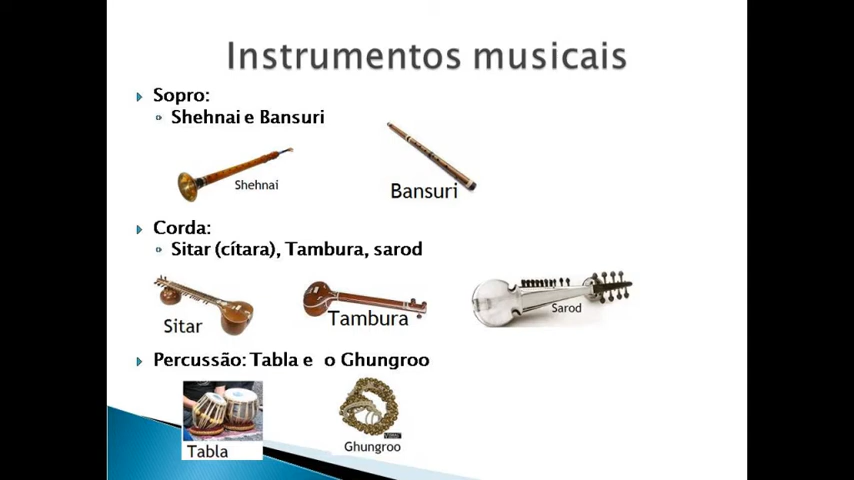 Instrumentos musicais
Sopro:
Shehnai e Bansuri
Shehnai
Bansuri
Corda:
Sitar (cítara), Tambura, sarod
Sitar
Tambura
Sarod
Percussão: Tabla e o Ghungroo
Tabla
Ghungroo